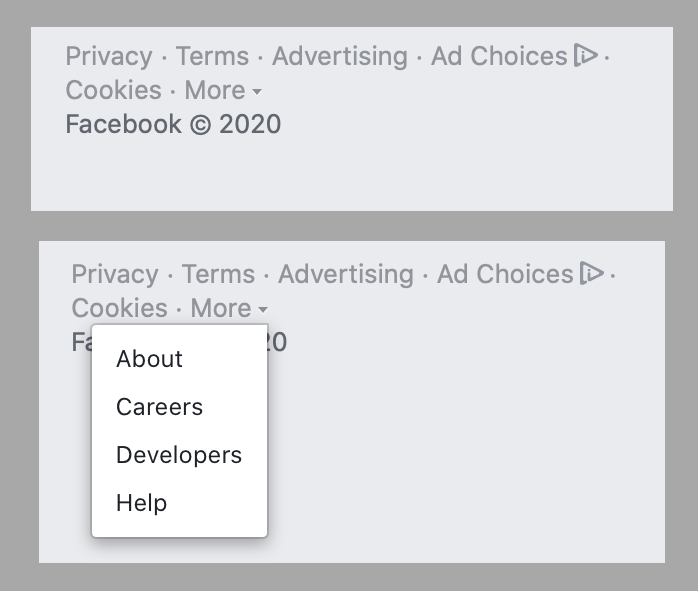 Privacy · Terms · Advertising · Ad Choices ·
Cookies · More
Facebook © 2020
Privacy · Terms · Advertising · Ad Choices ·
Cookies · More
Fa 20
About
Careers
Developers
Help